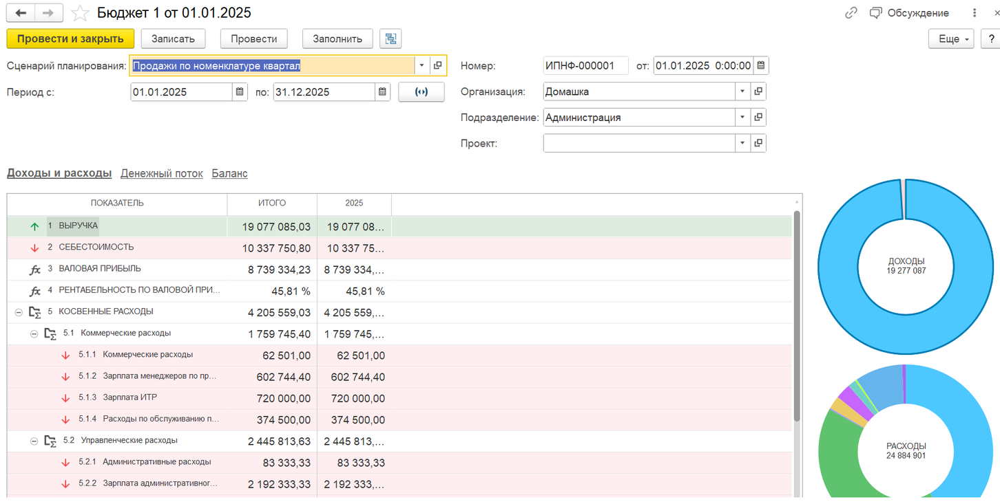 Бюджет 1 от 01.01.2025
Обсуждение
Провести и закрыть Записать Провести Заполнить Еще ?
Сценарий планирования: Продажи по номенклатуре квартал Номер: ИПНФ-000001 от: 01.01.2025 0:00:00
Период с: 01.01.2025 по: 31.12.2025 Организация: Домашка
Подразделение: Администрация
Проект:
Доходы и расходы Денежный поток Баланс
ПОКАЗАТЕЛЬ ИТОГО 2025
1 ВЫРУЧКА 19 077 085,03 19 077 08...
2 СЕБЕСТОИМОСТЬ 10 337 750,80 10 337 75...
fx 3 ВАЛОВАЯ ПРИБЫЛЬ 8 739 334,23 8 739 334,...
fx 4 РЕНТАБЕЛЬНОСТЬ ПО ВАЛОВОЙ ПРИ... 45,81 % 45,81 %
5 КОСВЕННЫЕ РАСХОДЫ 4 205 559,03 4 205 559,...
5.1 Коммерческие расходы 1 759 745,40 1 759 745,...
5.1.1 Коммерческие расходы 62 501,00 62 501,00
5.1.2 Зарплата менеджеров по пр... 602 744,40 602 744,40
5.1.3 Зарплата ИТР 720 000,00 720 000,00
5.1.4 Расходы по обслуживанию п... 374 500,00 374 500,00
5.2 Управленческие расходы 2 445 813,63 2 445 813,...
5.2.1 Административные расходы 83 333,33 83 333,33
5.2.2 Зарплата административног... 2 192 333,33 2 192 333,...
ДОХОДЫ
19 277 087
РАСХОДЫ
24 884 901